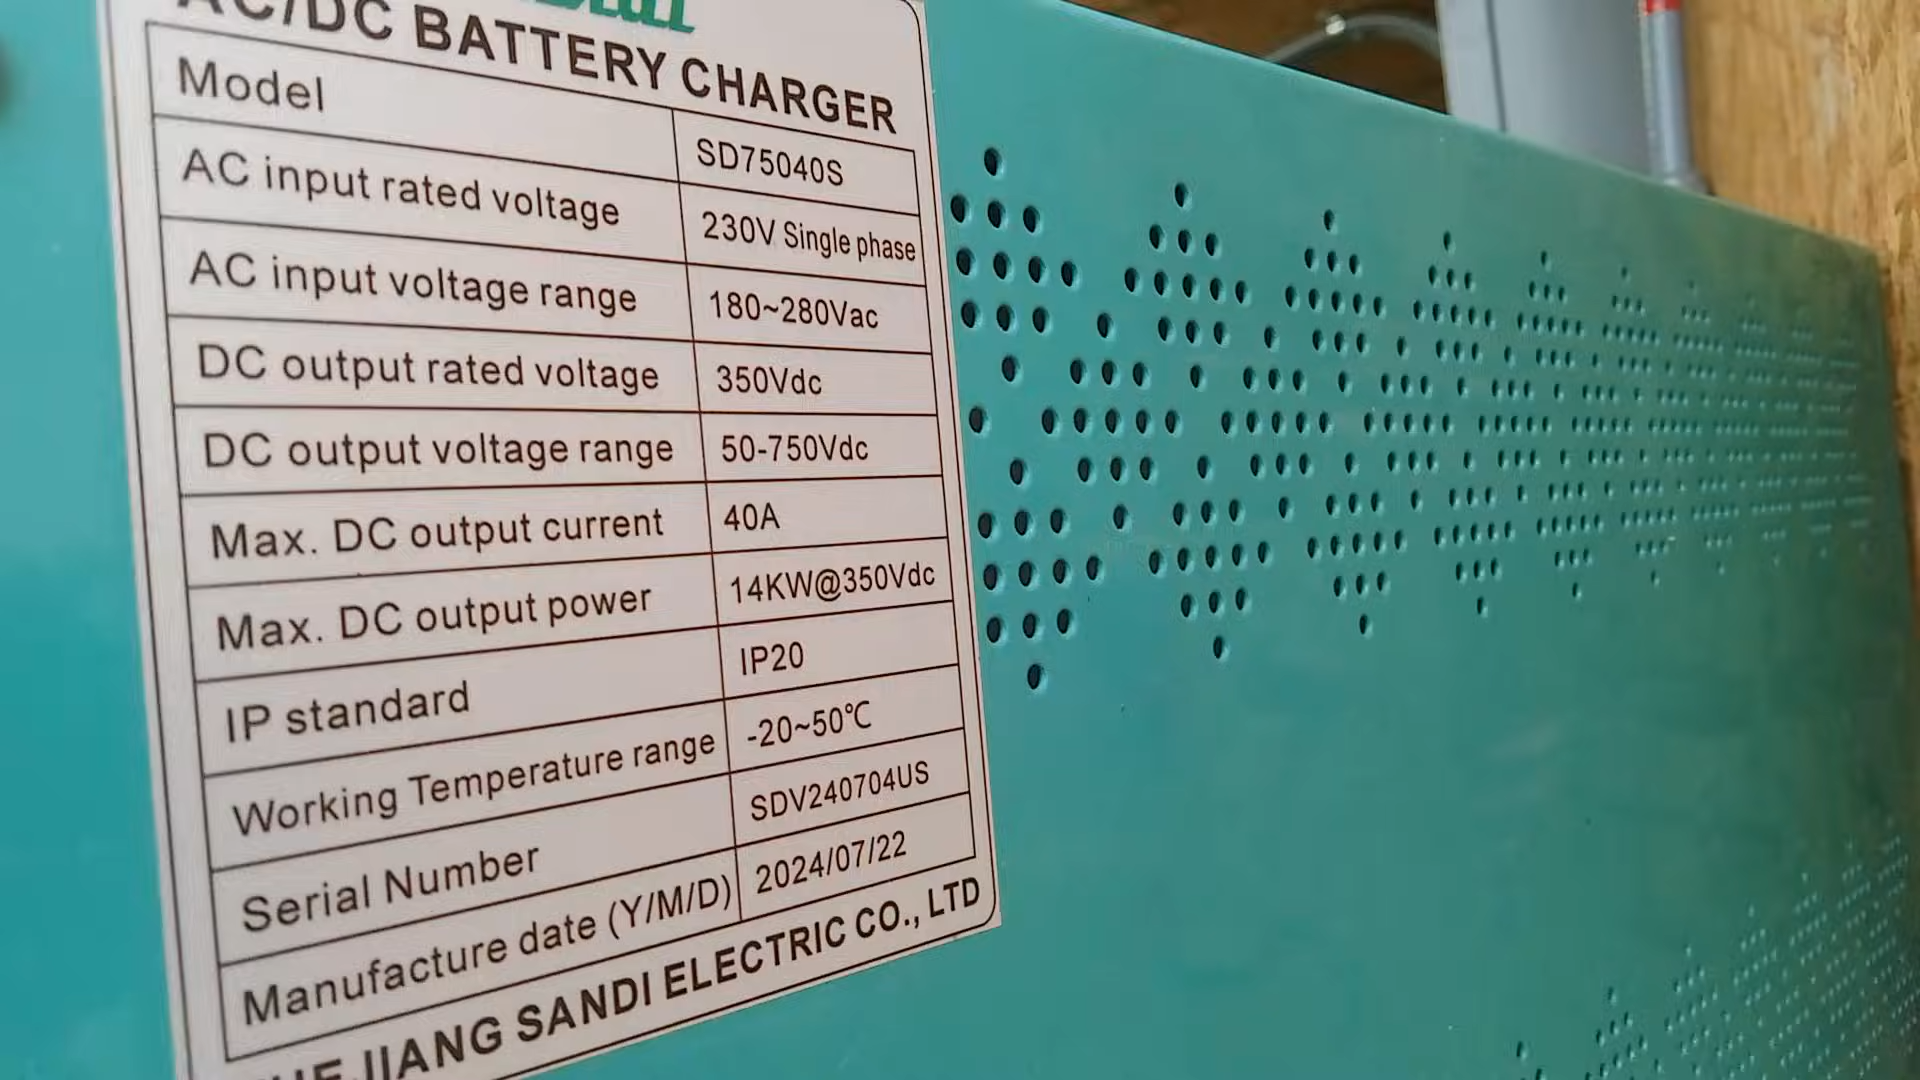 AC/DC BATTERY CHARGER
Model SD75040S
AC input rated voltage 230V Single phase
AC input voltage range 180~280Vac
DC output rated voltage 350Vdc
DC output voltage range 50-750Vdc
Max. DC output current 40A
Max. DC output power 14KW@350Vdc
IP standard IP20
Working Temperature range -20~50℃
Serial Number SDV240704US
Manufacture date (Y/M/D) 2024/07/22
ZHEJIANG SANDI ELECTRIC CO., LTD